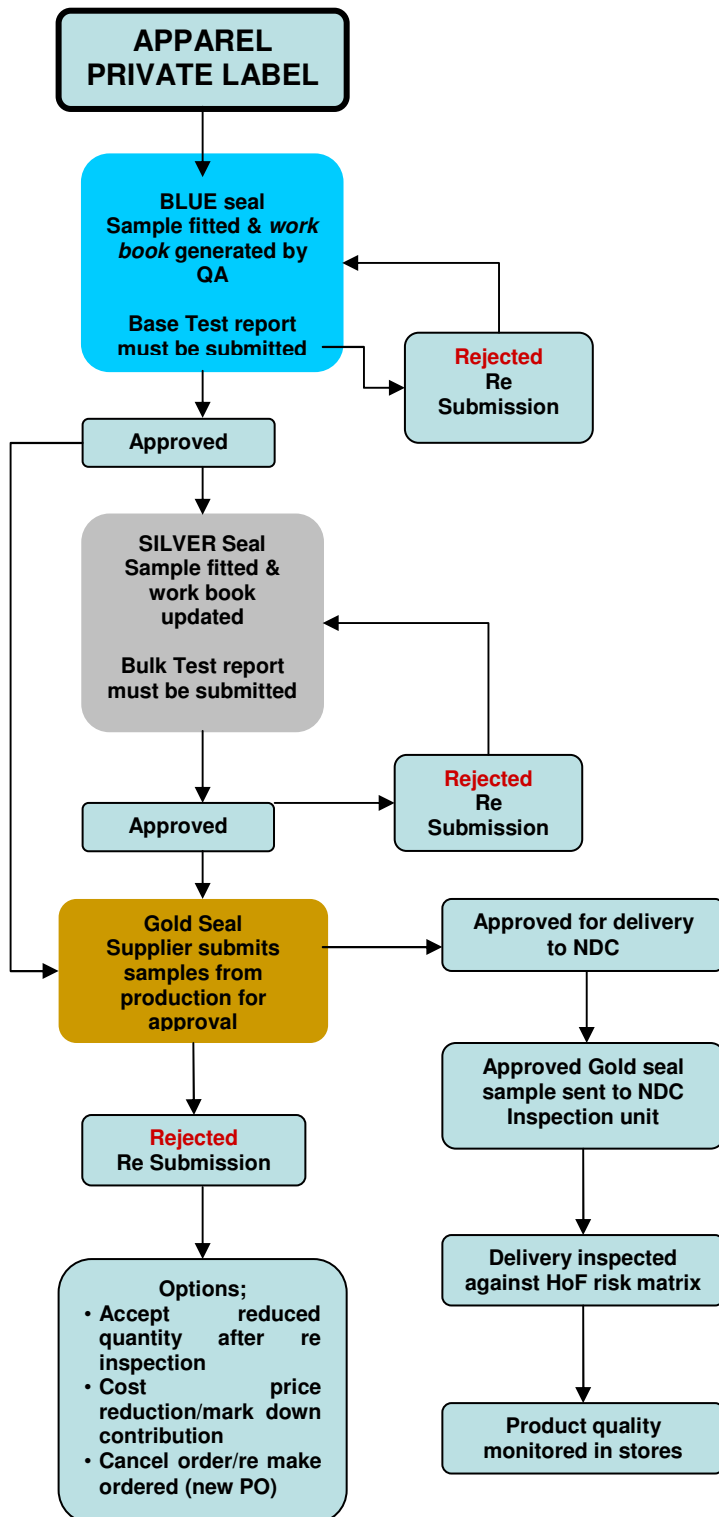 APPAREL
PRIVATE LABEL
BLUE seal
Sample fitted & work
book generated by
QA
Base Test report
must be submitted
Rejected
Re
Submission
Approved
SILVER Seal
Sample fitted &
work book
updated
Bulk Test report
must be submitted
Rejected
Re
Submission
Approved
Gold Seal
Supplier submits
samples from
production for
approval
Approved for delivery
to NDC
Approved Gold seal
sample sent to NDC
Inspection unit
Rejected
Re Submission
Delivery inspected
against HoF risk matrix
Options;
• Accept reduced
quantity after re
inspection
• Cost price
reduction/mark down
contribution
• Cancel order/re make
ordered (new PO)
Product quality
monitored in stores